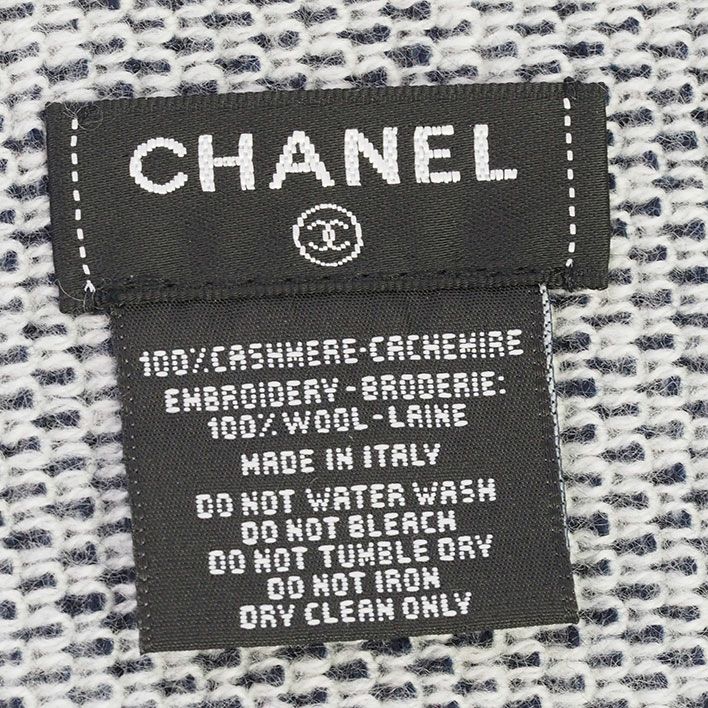 CHANEL
100%CASHMERE-CACHEMIRE
EMBROIDERY-BRODERIE:
100%WOOL-LAINE
MADE IN ITALY
DO NOT WATER WASH
DO NOT BLEACH
DO NOT TUMBLE DRY
DO NOT IRON
DRY CLEAN ONLY